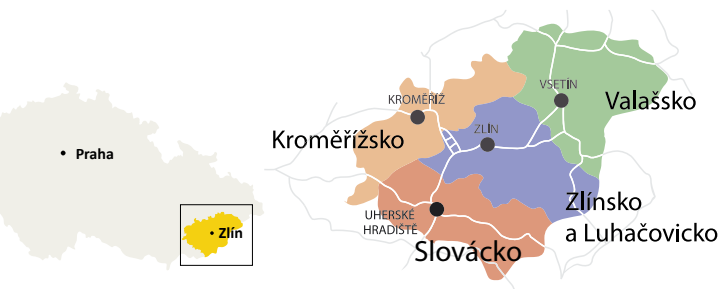 Praha
Zlín
KROMĚŘÍŽ
VSETÍN
ZLÍN
UHERSKÉ
HRADIŠTĚ
Valašsko
Kroměřížsko
Zlínsko
a Luhačovicko
Slovácko